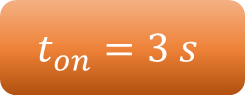 t_on = 3 s